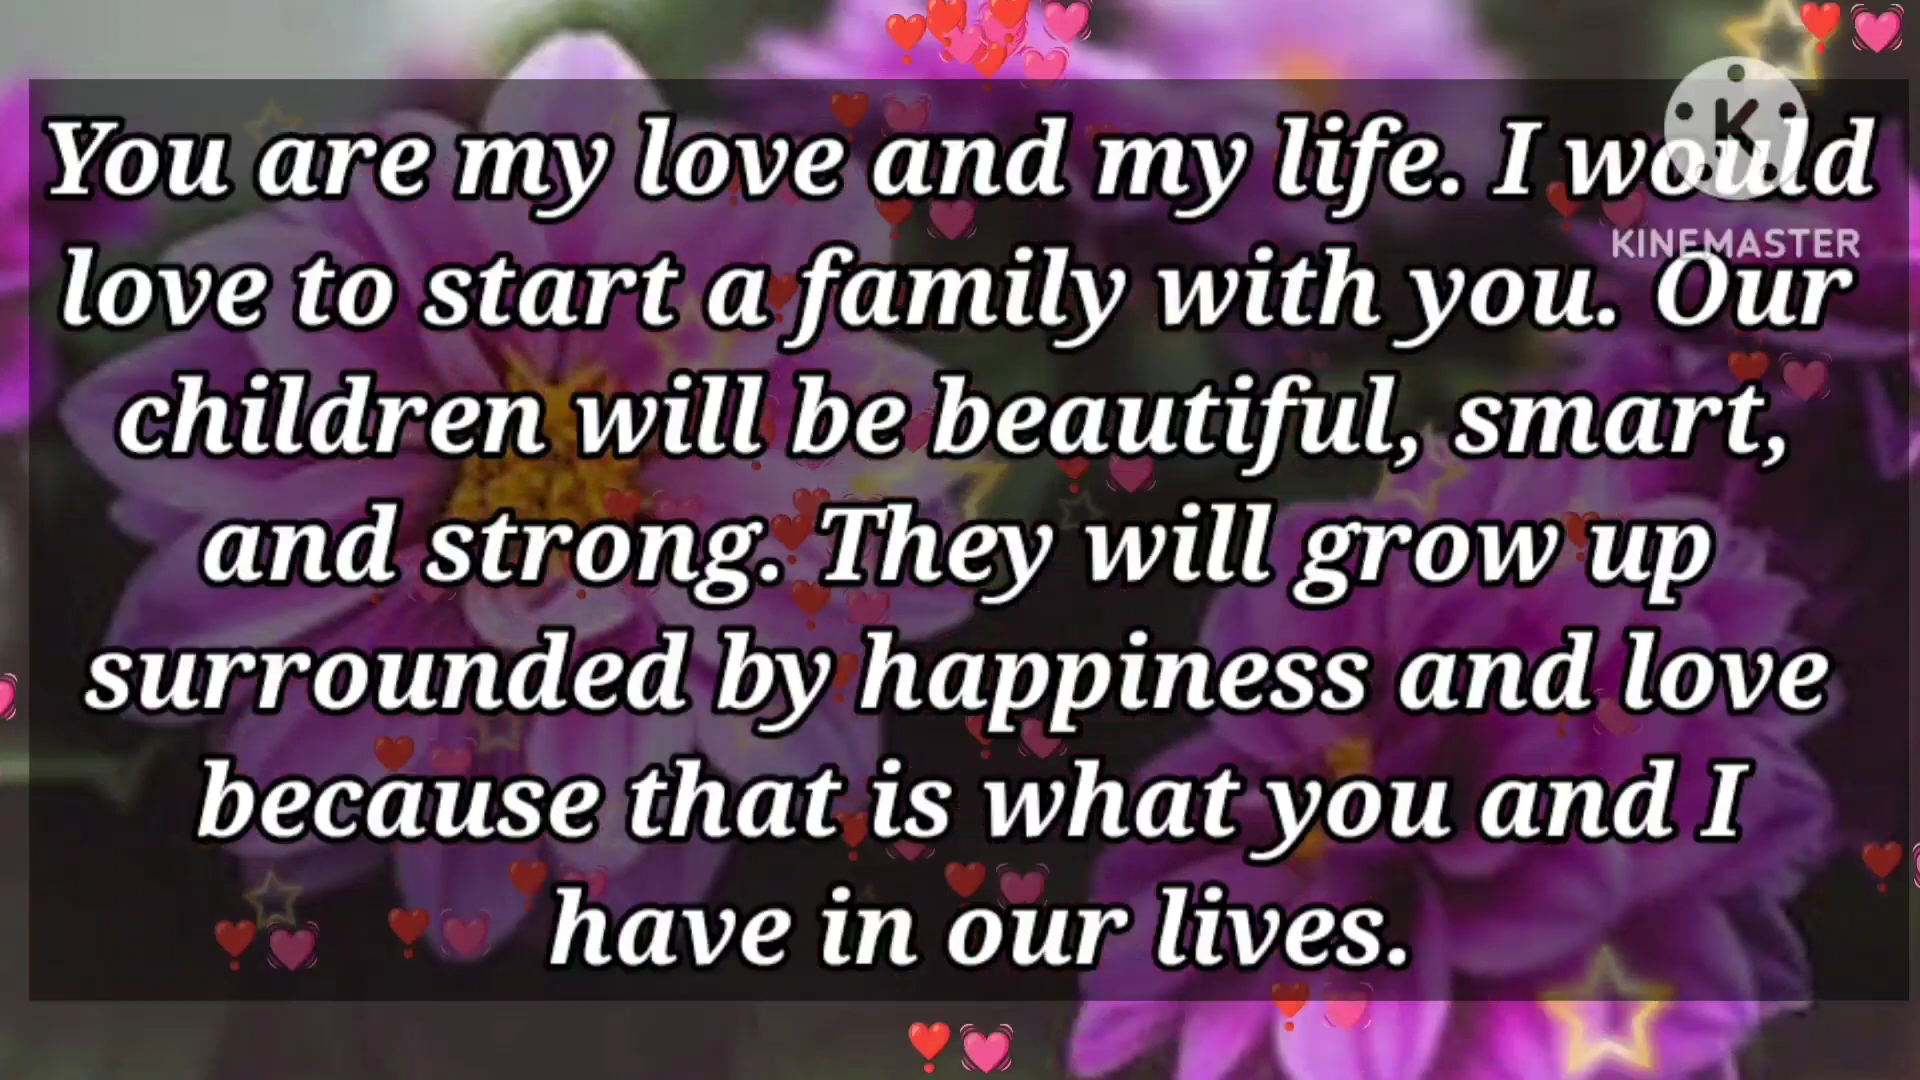 You are my love and my life. I would
love to start a family with you. Our
children will be beautiful, smart,
and strong. They will grow up
surrounded by happiness and love
because that is what you and I
have in our lives.
K
KINEMASTER